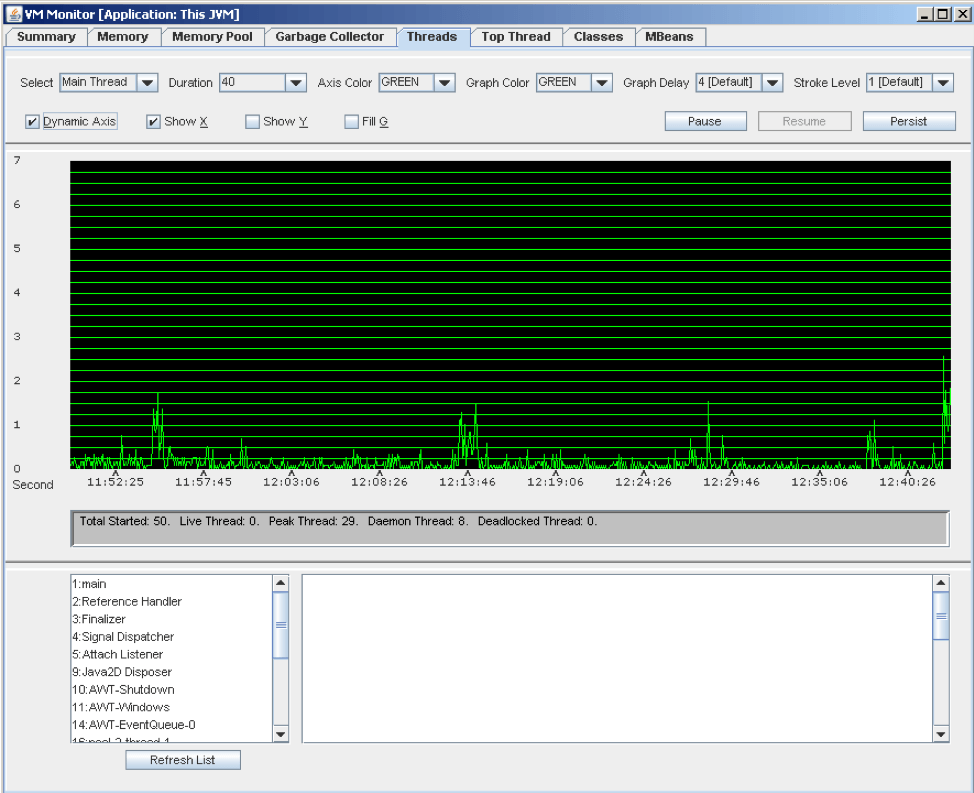 VM Monitor [Application: This JVM]
Summary Memory Memory Pool Garbage Collector Threads Top Thread Classes MBeans
Select Main Thread Duration 40 Axis Color GREEN Graph Color GREEN Graph Delay 4 [Default] Stroke Level 1 [Default]
Dynamic Axis Show X Show Y Fill G Pause Resume Persist
7
6
5
4
3
2
1
0
Second 11:52:25 11:57:45 12:03:06 12:08:26 12:13:46 12:19:06 12:24:26 12:29:46 12:35:06 12:40:26
Total Started: 50. Live Thread: 0. Peak Thread: 29. Daemon Thread: 8. Deadlocked Thread: 0.
1:main
2:Reference Handler
3:Finalizer
4:Signal Dispatcher
5:Attach Listener
9:Java2D Disposer
10:AWT-Shutdown
11:AWT-Windows
14:AWT-EventQueue-0
16:pool-2-thread-1
Refresh List